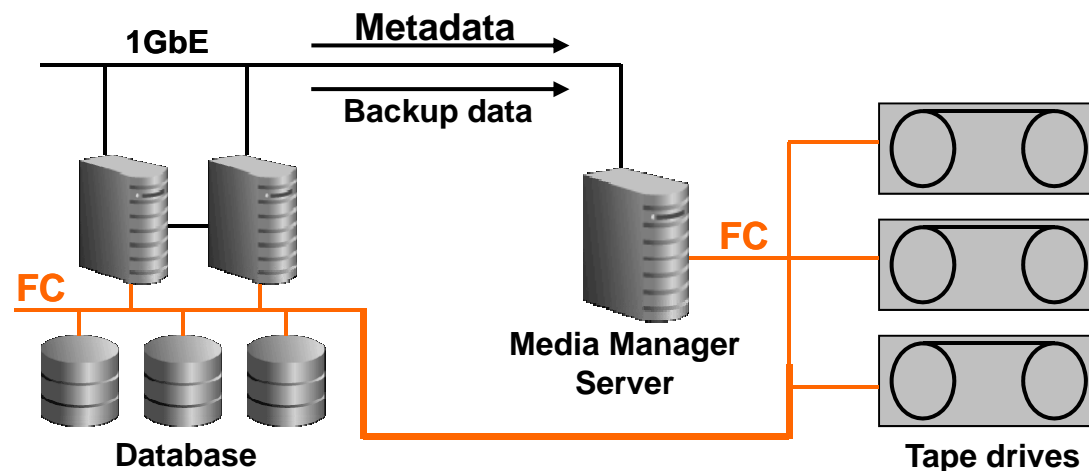 Metadata
1GbE
Backup data
FC
FC
Media Manager
Server
Database
Tape drives